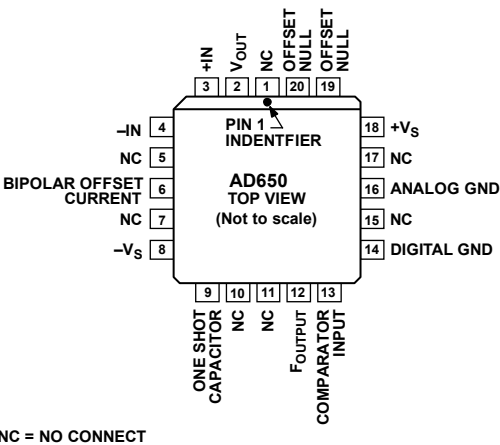 +IN
VOUT
NC
OFFSET
NULL
OFFSET
NULL
3
2
1
20
19
–IN
4
PIN 1
INDENTFIER
18
+VS
NC
5
17
NC
BIPOLAR OFFSET
CURRENT
6
AD650
TOP VIEW
(Not to scale)
16
ANALOG GND
NC
7
15
NC
–VS
8
14
DIGITAL GND
9
10
11
12
13
ONE SHOT
CAPACITOR
NC
NC
FOUTPUT
COMPARATOR
INPUT
NC = NO CONNECT